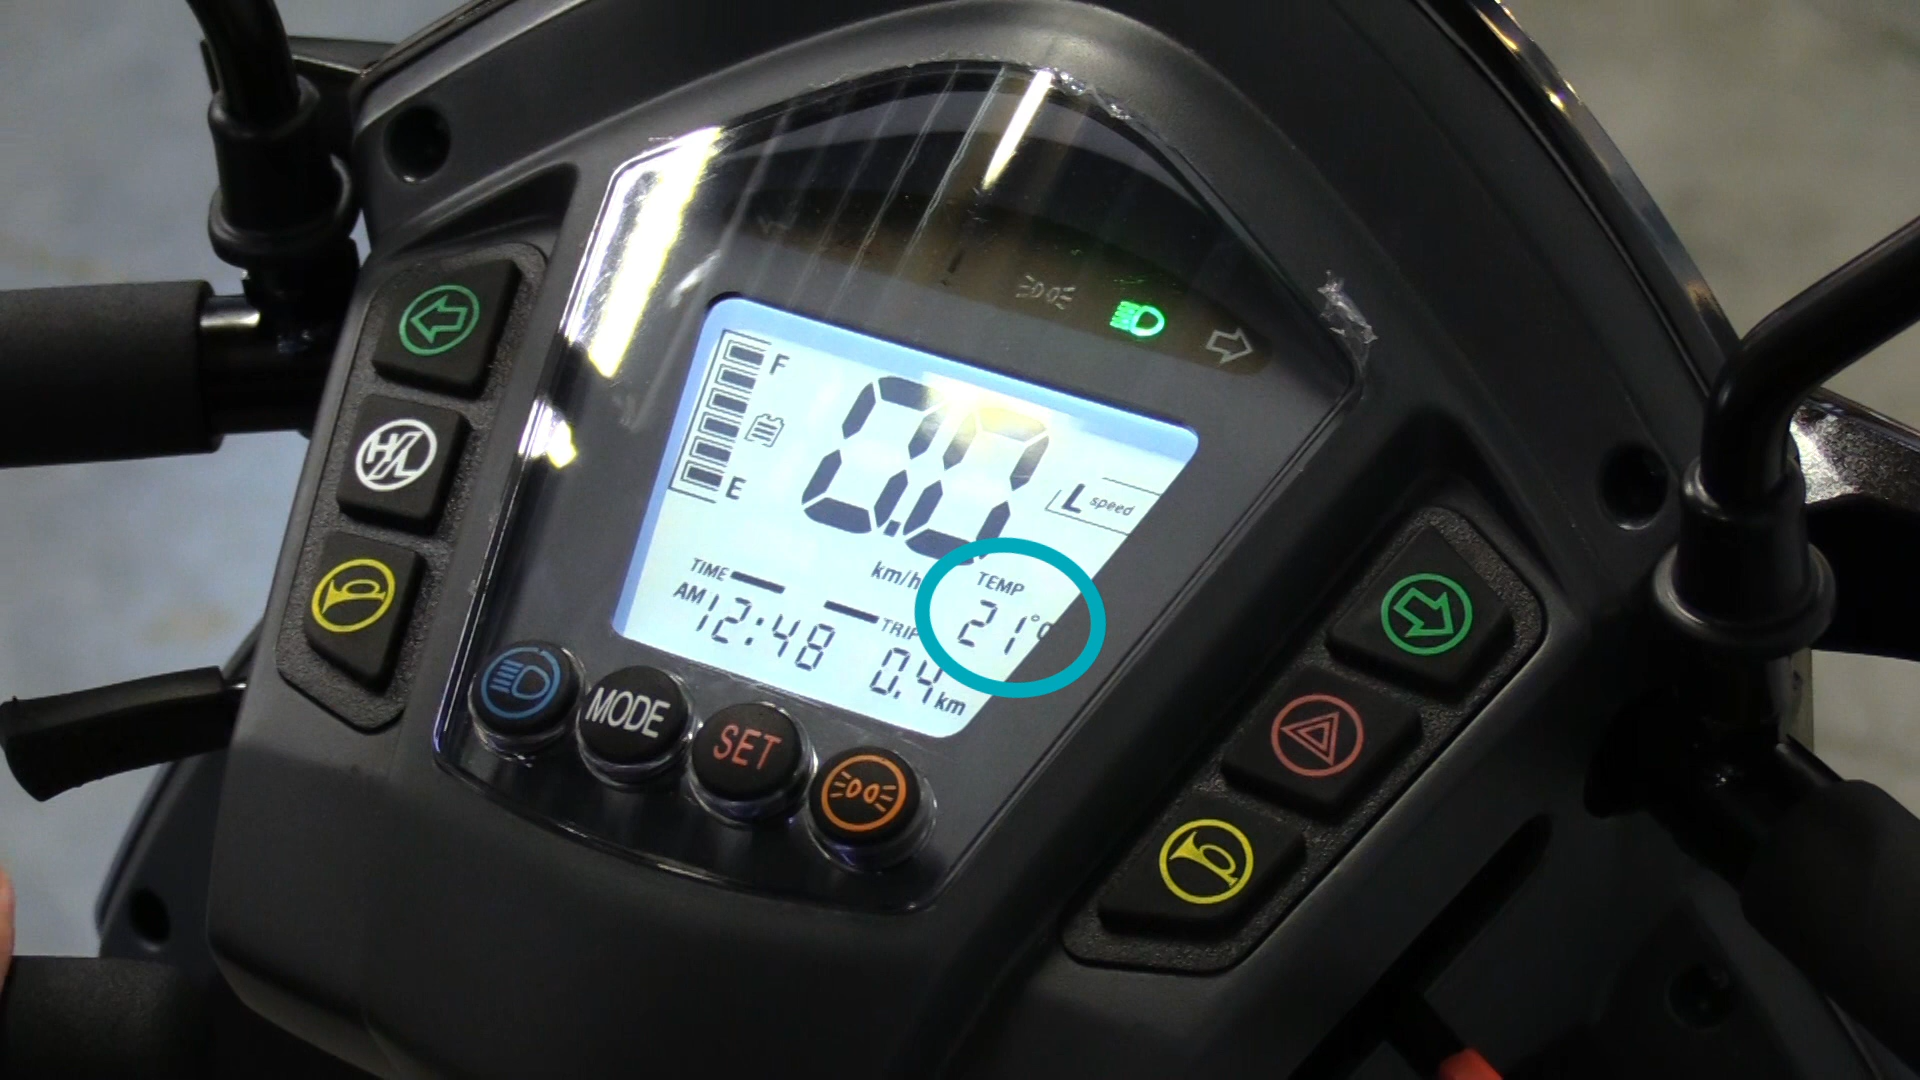 F
E
0.0
L speed
km/h
TIME
AM 12:48
TRIP
0.4 km
TEMP
21°C
H/L
MODE
SET